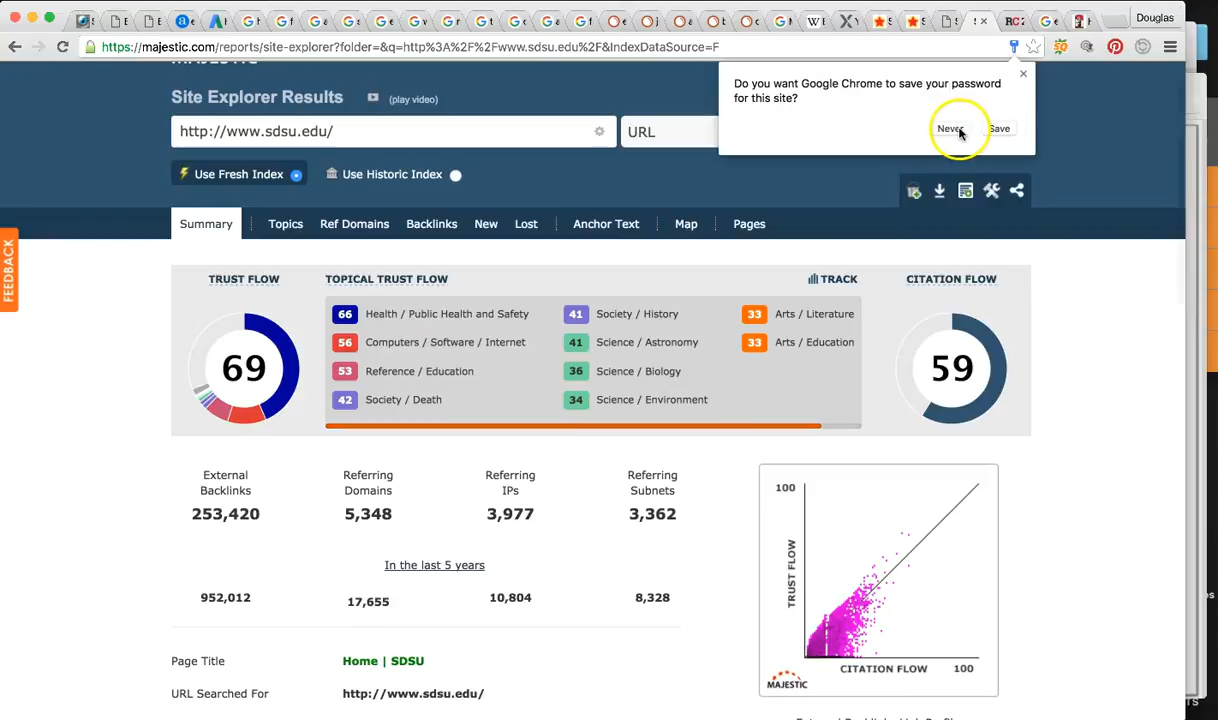 Douglas
https://majestic.com/reports/site-explorer?folder=&q=http%3A%2F%2Fwww.sdsu.edu%2F&IndexDataSource=F
Do you want Google Chrome to save your password
for this site?
Never
Save
Site Explorer Results
(play video)
http://www.sdsu.edu/
URL
Use Fresh Index
Use Historic Index
FEEDBACK
Summary
Topics
Ref Domains
Backlinks
New
Lost
Anchor Text
Map
Pages
TRUST FLOW
69
TOPICAL TRUST FLOW
TRACK
66 Health / Public Health and Safety
56 Computers / Software / Internet
53 Reference / Education
42 Society / Death
41 Society / History
41 Science / Astronomy
36 Science / Biology
34 Science / Environment
33 Arts / Literature
33 Arts / Education
CITATION FLOW
59
External
Backlinks
253,420
Referring
Domains
5,348
Referring
IPs
3,977
Referring
Subnets
3,362
In the last 5 years
952,012
17,655
10,804
8,328
Page Title
Home | SDSU
URL Searched For
http://www.sdsu.edu/
100
TRUST FLOW
CITATION FLOW
100
MAJESTIC